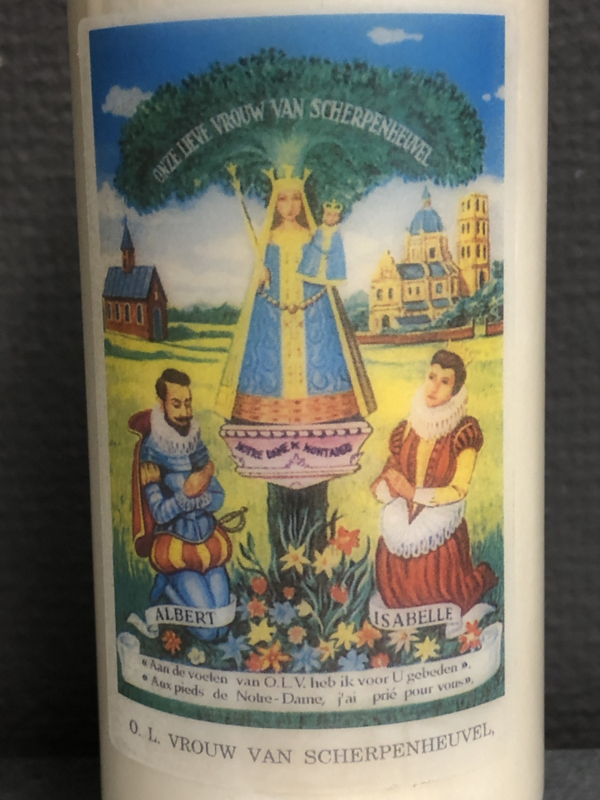 ONZE LIEVE VROUW VAN SCHERPENHEUVEL
NOTRE DAME DE MONTAIGU
ALBERT
ISABELLE
« Aan de voeten van O.L.V. heb ik voor U gebeden ».
« Aux pieds de Notre-Dame, j'ai prié pour vous».
O. L. VROUW VAN SCHERPENHEUVEL,